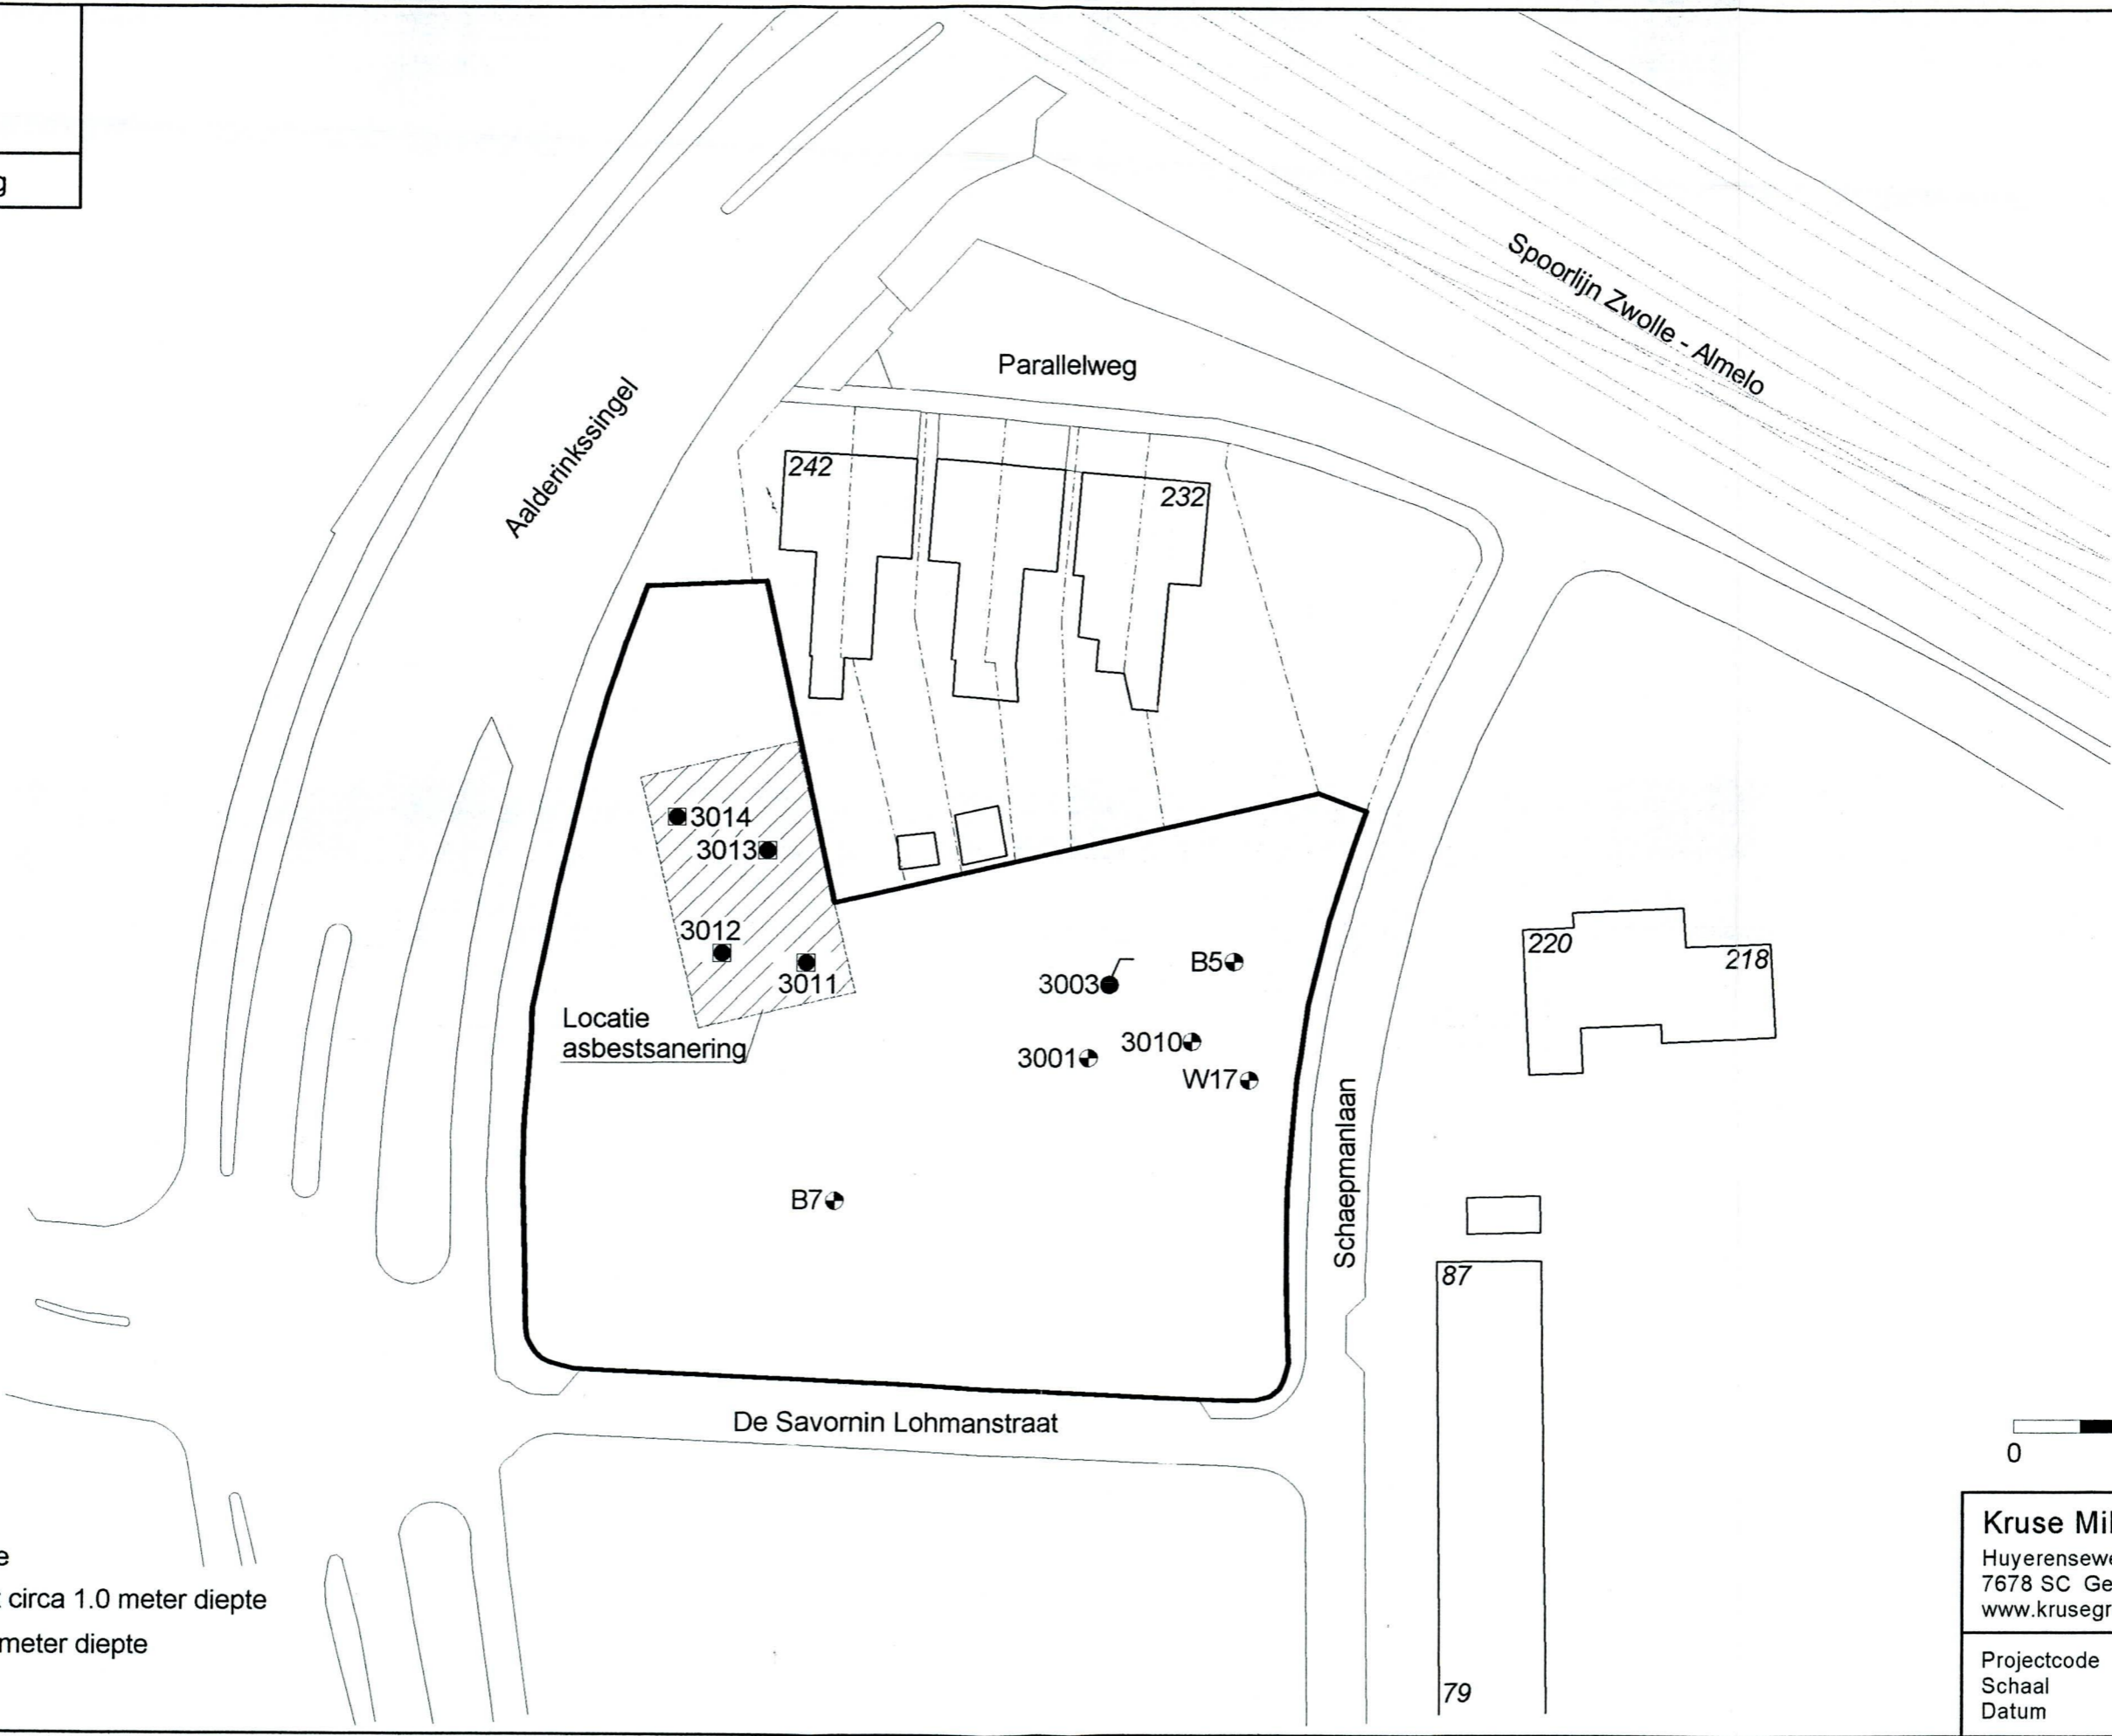 g
Spoorlijn Zwolle - Almelo
Parallelweg
Aalderinkssingel
242
232
3014
3013
3012
3011
220
218
B5
3003
3010
3001
W17
Locatie
asbestsanering
Schaepmanlaan
B7
87
De Savornin Lohmanstraat
0
Kruse Mil
Huyerensewe
7678 SC Ge
www.krusegr
e
t circa 1.0 meter diepte
meter diepte
Projectcode
Schaal
Datum
79